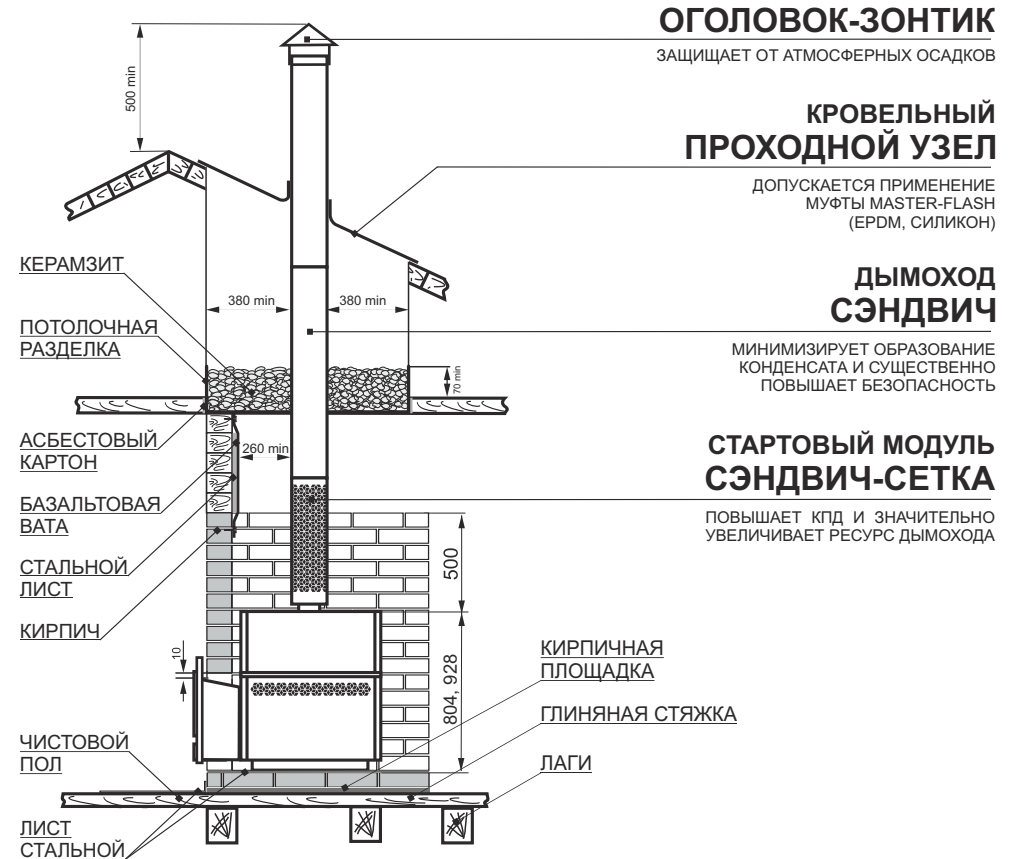 ОГОЛОВОК-ЗОНТИК
ЗАЩИЩАЕТ ОТ АТМОСФЕРНЫХ ОСАДКОВ
500 min
КРОВЕЛЬНЫЙ
ПРОХОДНОЙ УЗЕЛ
ДОПУСКАЕТСЯ ПРИМЕНЕНИЕ
МУФТЫ MASTER-FLASH
(EPDM, СИЛИКОН)
КЕРАМЗИТ
380 min
380 min
ДЫМОХОД
СЭНДВИЧ
МИНИМИЗИРУЕТ ОБРАЗОВАНИЕ
КОНДЕНСАТА И СУЩЕСТВЕННО
ПОВЫШАЕТ БЕЗОПАСНОСТЬ
ПОТОЛОЧНАЯ
РАЗДЕЛКА
70 min
АСБЕСТОВЫЙ
КАРТОН
260 min
СТАРТОВЫЙ МОДУЛЬ
СЭНДВИЧ-СЕТКА
ПОВЫШАЕТ КПД И ЗНАЧИТЕЛЬНО
УВЕЛИЧИВАЕТ РЕСУРС ДЫМОХОДА
БАЗАЛЬТОВАЯ
ВАТА
СТАЛЬНОЙ
ЛИСТ
500
КИРПИЧ
10
804, 928
КИРПИЧНАЯ
ПЛОЩАДКА
ГЛИНЯНАЯ СТЯЖКА
ЛАГИ
ЧИСТОВОЙ
ПОЛ
ЛИСТ
СТАЛЬНОЙ